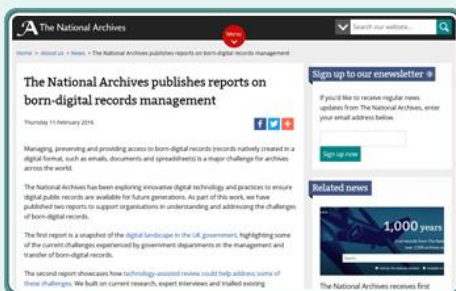 The National Archives
Menu
Search our website...
Home > About us > News > The National Archives publishes reports on born-digital records management
The National Archives publishes reports on
born-digital records management
Thursday 11 February 2016
Managing, preserving and providing access to born-digital records (records natively created in a
digital format, such as emails, documents and spreadsheets) is a major challenge for archives
across the world.
The National Archives has been exploring innovative digital technology and practices to ensure
digital public records are available for future generations. As part of this work, we have
published two reports to support organisations in understanding and addressing the challenges
of born-digital records.
The first report is a snapshot of the digital landscape in the UK government, highlighting some
of the current challenges experienced by government departments in the management and
transfer of born-digital records.
The second report showcases how technology-assisted review could help address some of
these challenges. We built on current research, expert interviews and trialled existing
Sign up to our enewsletter
If you'd like to receive regular news
updates from The National Archives, enter
your email address below.
Sign up now
Related news
1,000 years
The National Archives receives first